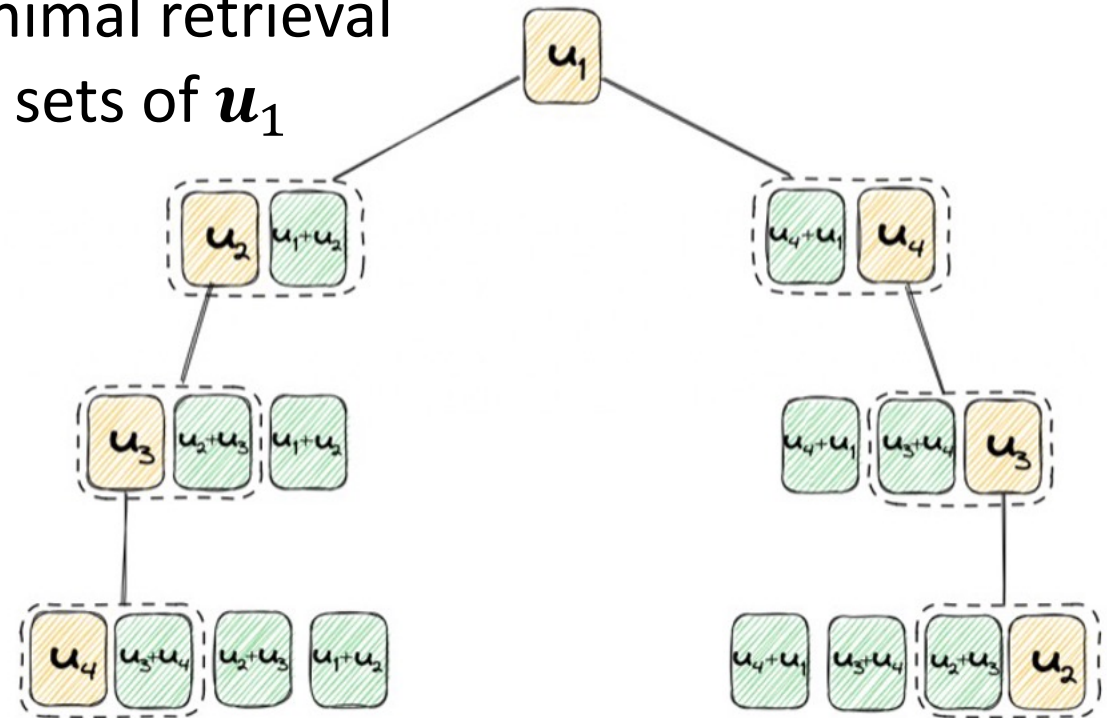 nimal retrieval
sets of 𝒖₁
u₁
u₂ u₁+u₂ u₄+u₁ u₄
u₃ u₂+u₃ u₁+u₂ u₄+u₁ u₃+u₄ u₃
u₄ u₃+u₄ u₂+u₃ u₁+u₂ u₄+u₁ u₃+u₄ u₂+u₃ u₂